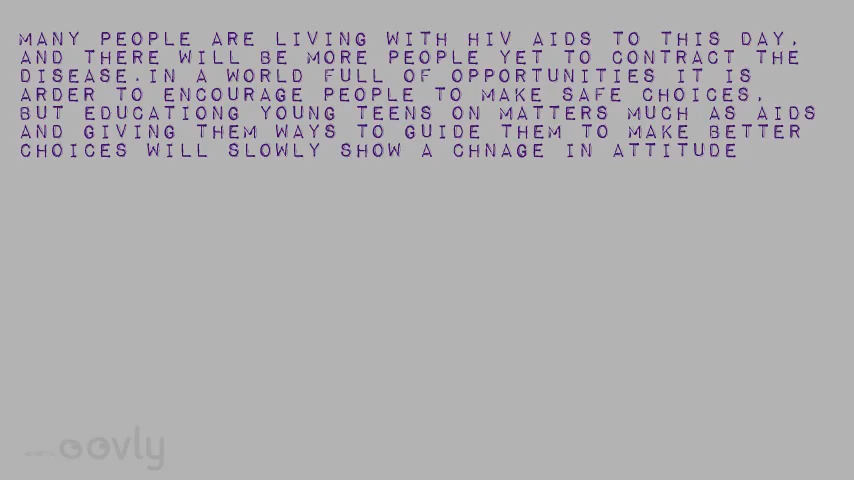 MANY PEOPLE ARE LIVING WITH HIV AIDS TO THIS DAY,
AND THERE WILL BE MORE PEOPLE YET TO CONTRACT THE
DISEASE.IN A WORLD FULL OF OPPORTUNITIES IT IS
ARDER TO ENCOURAGE PEOPLE TO MAKE SAFE CHOICES,
BUT EDUCATIONG YOUNG TEENS ON MATTERS MUCH AS AIDS
AND GIVING THEM WAYS TO GUIDE THEM TO MAKE BETTER
CHOICES WILL SLOWLY SHOW A CHNAGE IN ATTITUDE
oovly